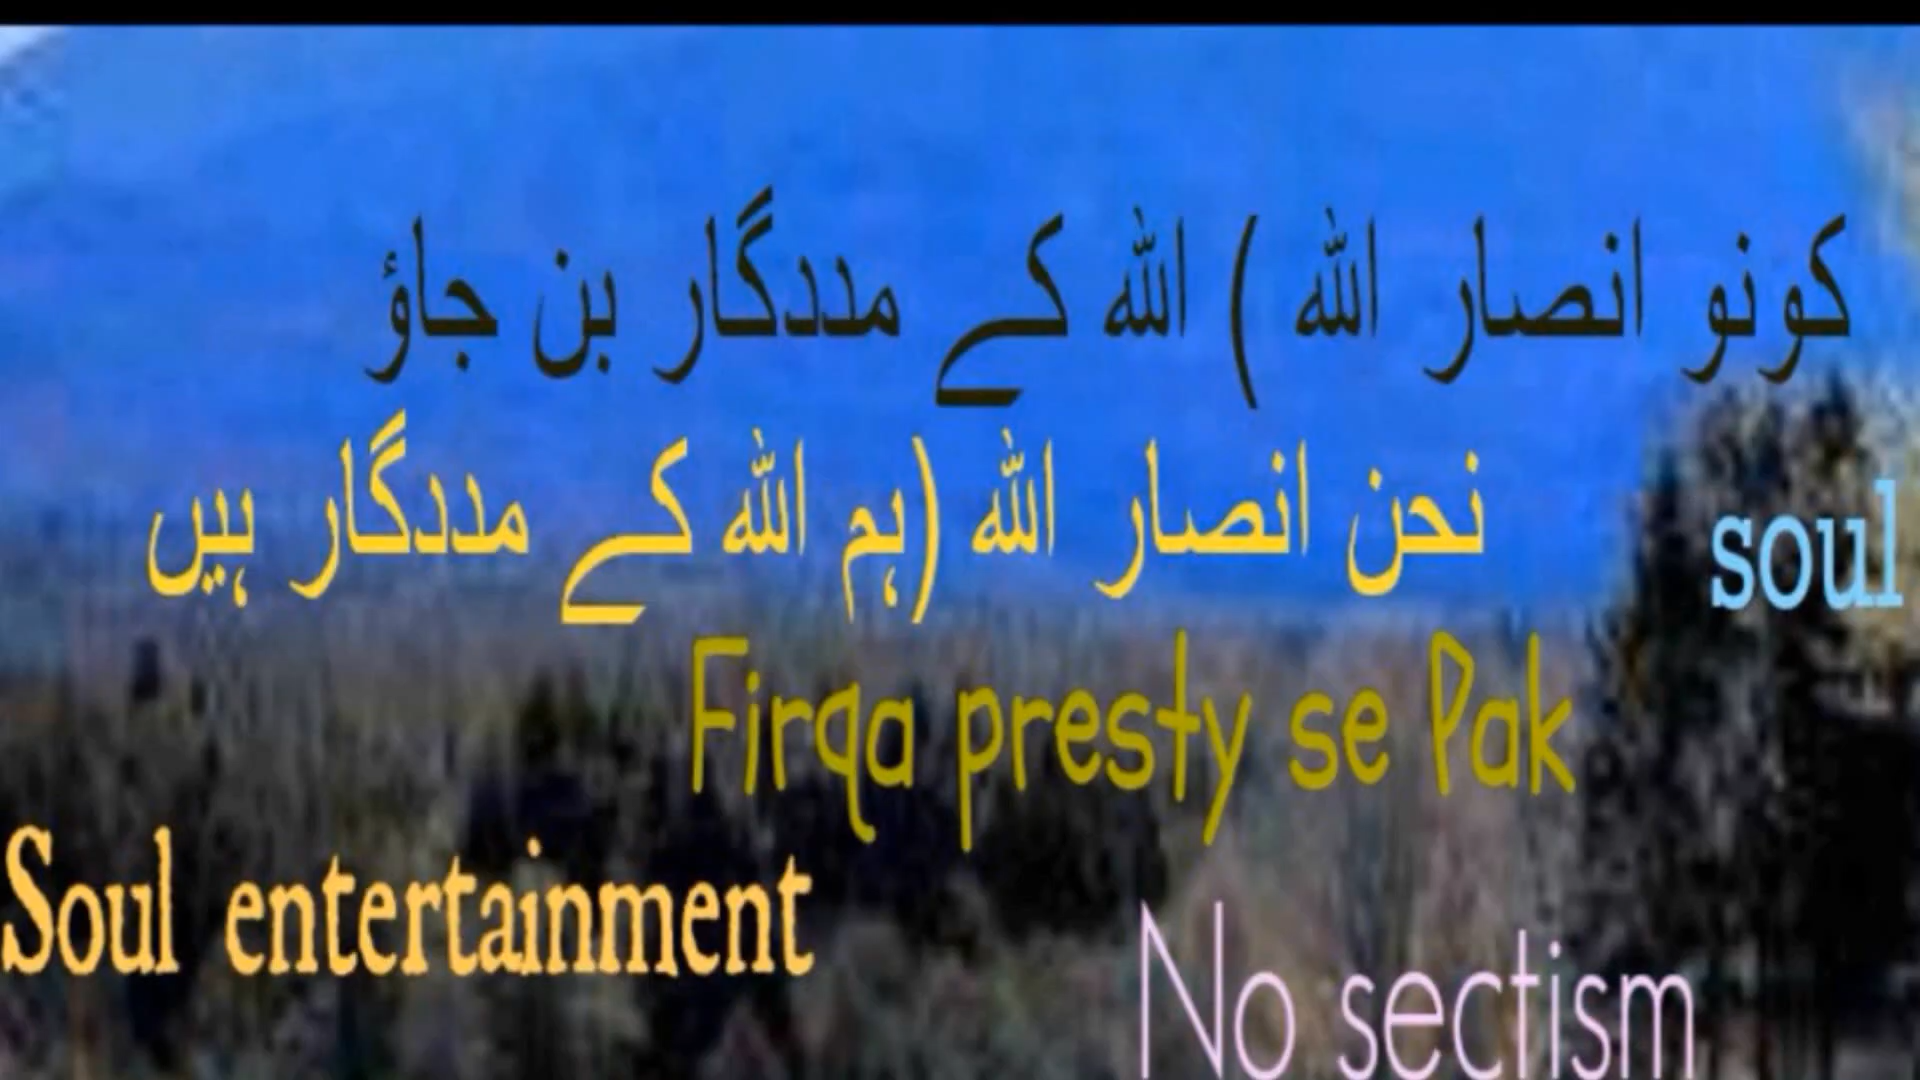 کونو انصار اللہ ) اللہ کے مددگار بن جاؤ
نحن انصار اللہ (ہم اللہ کے مددگار ہیں
soul
Firqa presty se Pak
Soul entertainment
No sectism